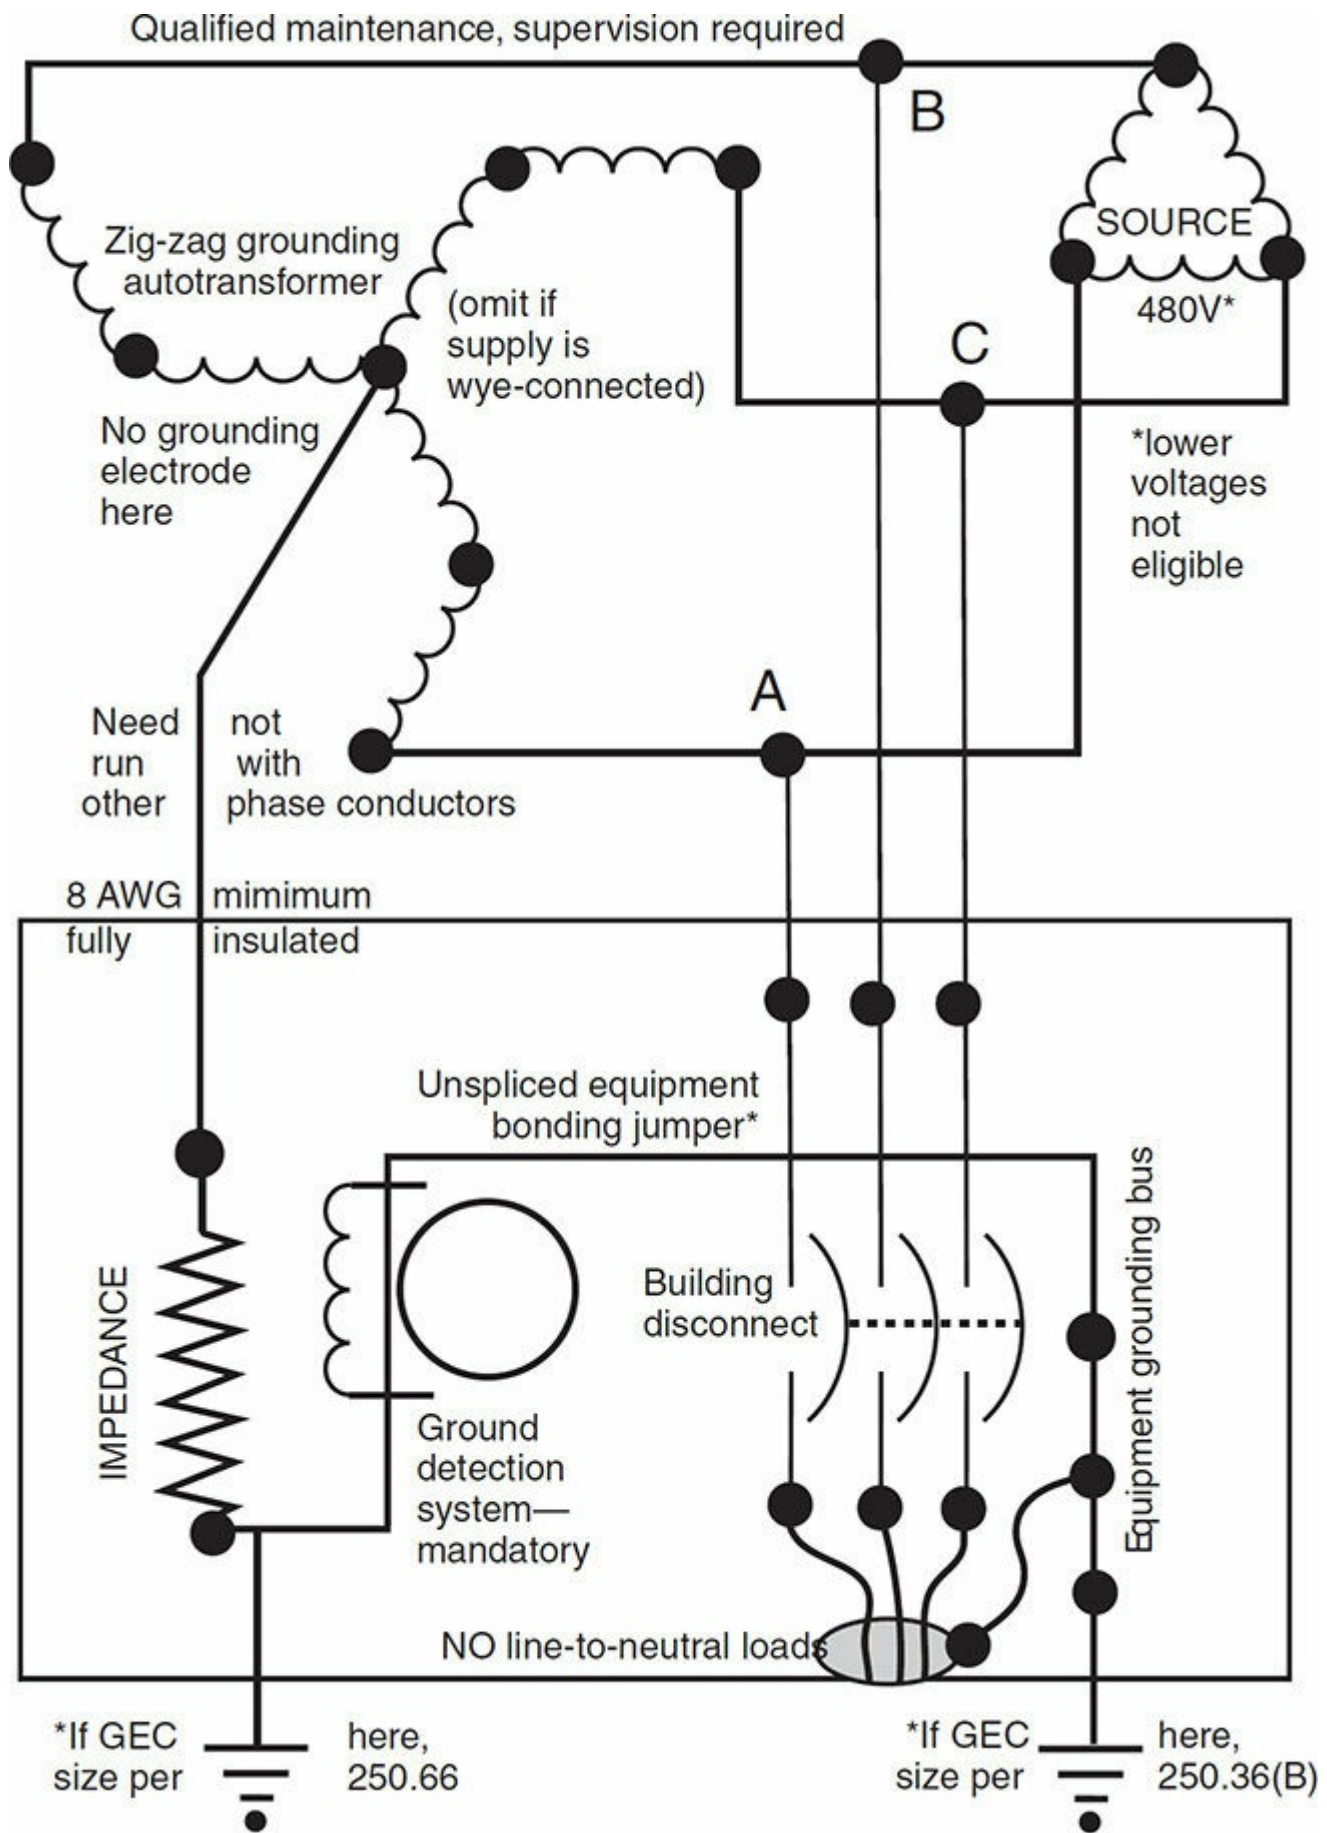 Qualified maintenance, supervision required
B
SOURCE
480V*
Zig-zag grounding
autotransformer
(omit if
supply is
wye-connected)
C
No grounding
electrode
here
*lower
voltages
not
eligible
A
Need not
run with
other phase conductors
8 AWG mimimum
fully insulated
Unspliced equipment
bonding jumper*
Equipment grounding bus
IMPEDANCE
Building
disconnect
Ground
detection
system—
mandatory
NO line-to-neutral loads
*If GEC here,
size per 250.66
*If GEC here,
size per 250.36(B)